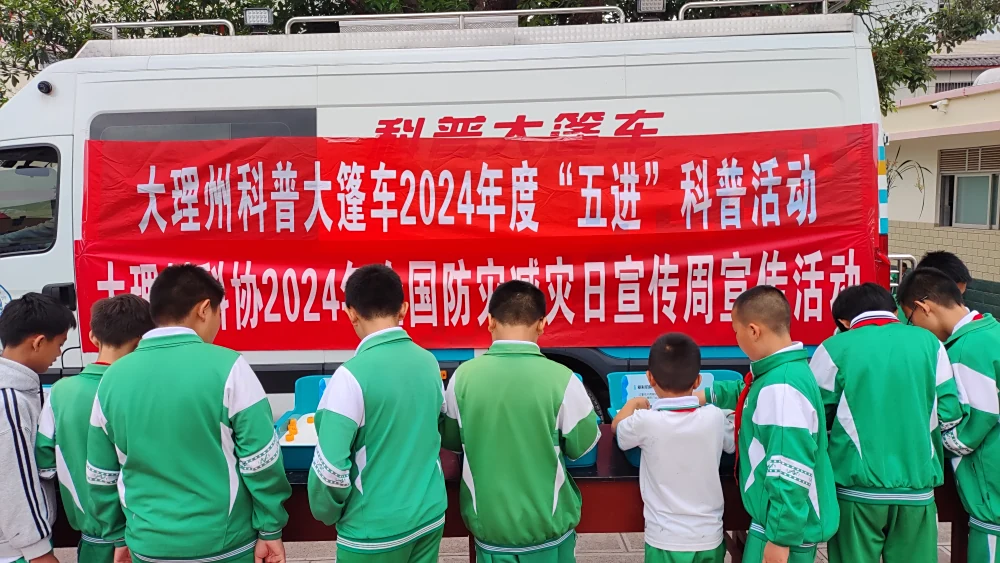 科普大篷车
大理州科普大篷车2024年度“五进”科普活动
大理州科协2024年全国防灾减灾日宣传周宣传活动